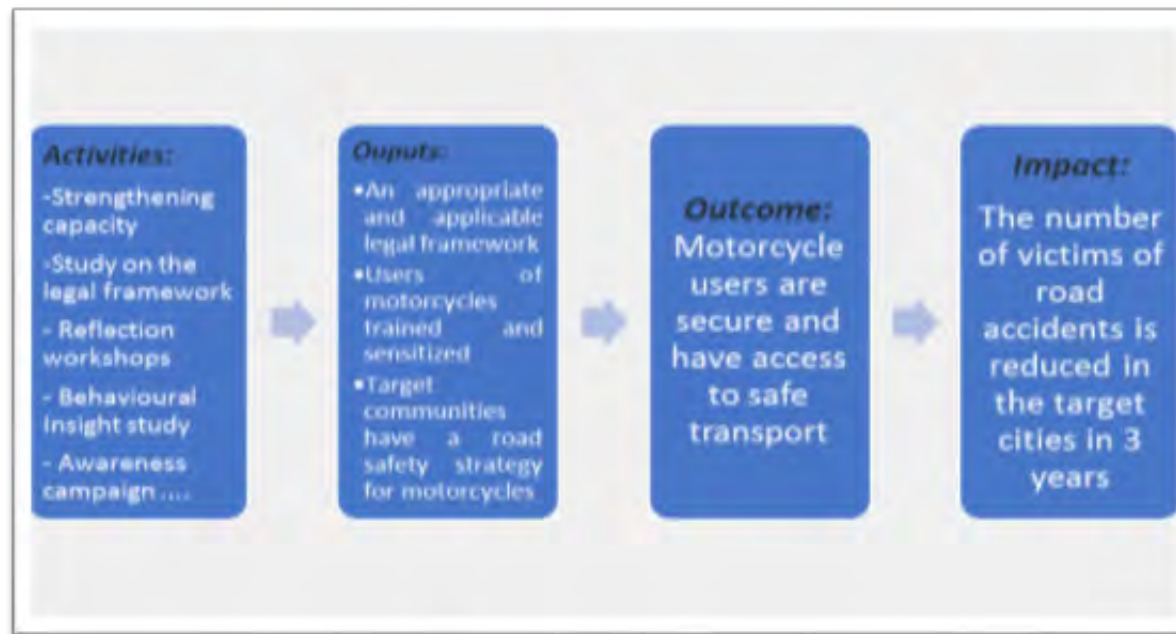 Activities:
-Strengthening
capacity
-Study on the
legal framework
- Reflection
workshops
- Behavioural
Insight study
- Awareness
campaign ....
Ouputs:
•An appropriate
and applicable
legal framework
•Users of
motorcycles
trained and
sensitized
•Target
communities
have a road
safety strategy
for motorcycles
Outcome:
Motorcycle
users are
secure and
have access
to safe
transport
Impact:
The number
of victims of
road
accidents is
reduced in
the target
cities in 3
years